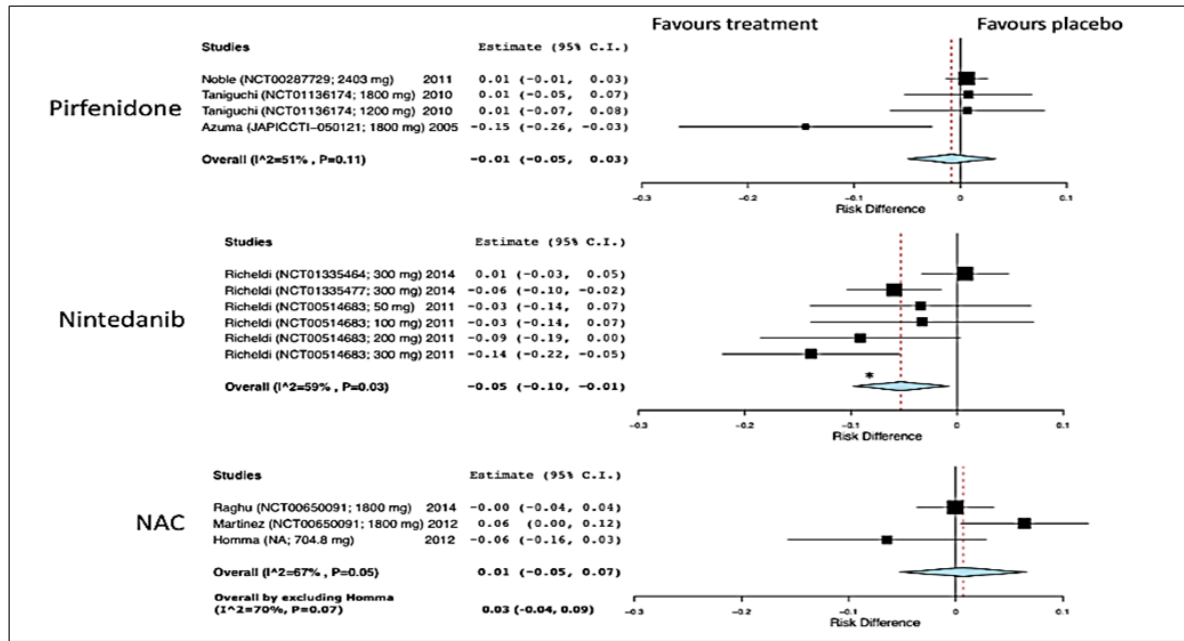 Favours treatment Favours placebo
Pirfenidone
Studies Estimate (95% C.I.)
Noble (NCT00287729; 2403 mg) 2011 0.01 (-0.01, 0.03)
Taniguchi (NCT01136174; 1800 mg) 2010 0.01 (-0.05, 0.07)
Taniguchi (NCT01136174; 1200 mg) 2010 0.01 (-0.07, 0.08)
Azuma (JAPICCTI-050121; 1800 mg) 2005 -0.15 (-0.26, -0.03)
Overall (I^2=51% , P=0.11) -0.01 (-0.05, 0.03)
-0.3 -0.2 -0.1 0 0.1
Risk Difference
Nintedanib
Studies Estimate (95% C.I.)
Richeldi (NCT01335464; 300 mg) 2014 0.01 (-0.03, 0.05)
Richeldi (NCT01335477; 300 mg) 2014 -0.06 (-0.10, -0.02)
Richeldi (NCT00514683; 50 mg) 2011 -0.03 (-0.14, 0.07)
Richeldi (NCT00514683; 100 mg) 2011 -0.03 (-0.14, 0.07)
Richeldi (NCT00514683; 200 mg) 2011 -0.09 (-0.19, 0.00)
Richeldi (NCT00514683; 300 mg) 2011 -0.14 (-0.22, -0.05)
Overall (I^2=59% , P=0.03) -0.05 (-0.10, -0.01) *
-0.3 -0.2 -0.1 0 0.1
Risk Difference
NAC
Studies Estimate (95% C.I.)
Raghu (NCT00650091; 1800 mg) 2014 -0.00 (-0.04, 0.04)
Martinez (NCT00650091; 1800 mg) 2012 0.06 (0.00, 0.12)
Homma (NA; 704.8 mg) 2012 -0.06 (-0.16, 0.03)
Overall (I^2=67% , P=0.05) 0.01 (-0.05, 0.07)
Overall by excluding Homma
(I^2=70%, P=0.07) 0.03 (-0.04, 0.09)
-0.3 -0.2 -0.1 0 0.1
Risk Difference